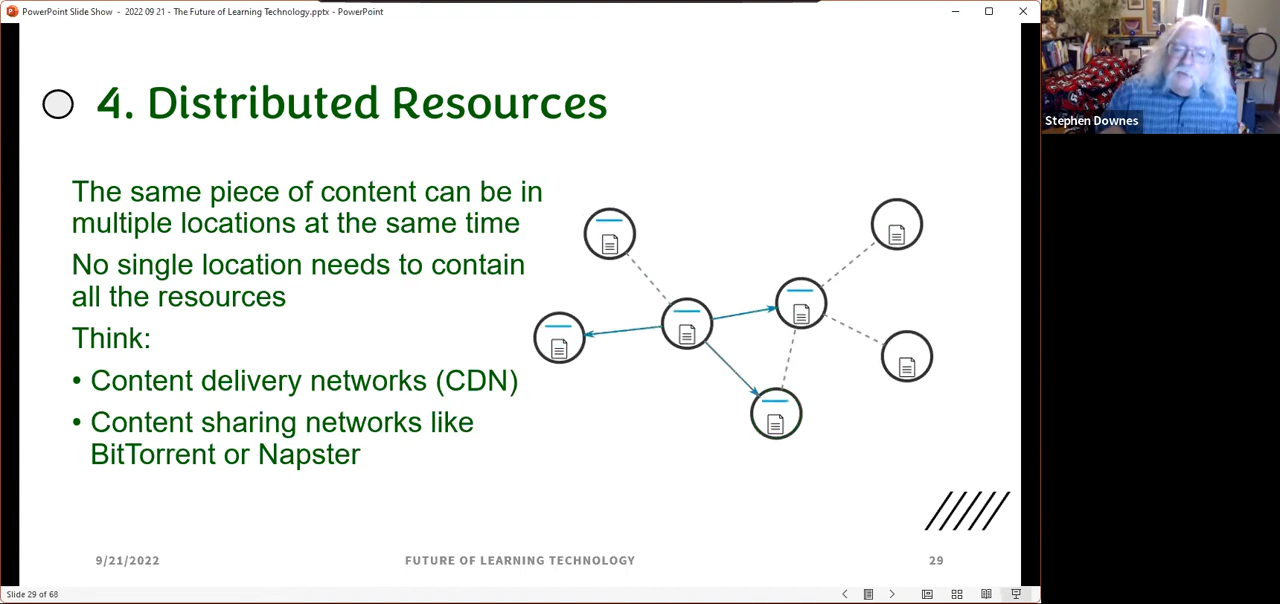 PowerPoint Slide Show - 2022 09 21 - The Future of Learning Technology.pptx - PowerPoint
4. Distributed Resources
The same piece of content can be in
multiple locations at the same time
No single location needs to contain
all the resources
Think:
• Content delivery networks (CDN)
• Content sharing networks like
BitTorrent or Napster
9/21/2022
FUTURE OF LEARNING TECHNOLOGY
29
Slide 29 of 68
Stephen Downes